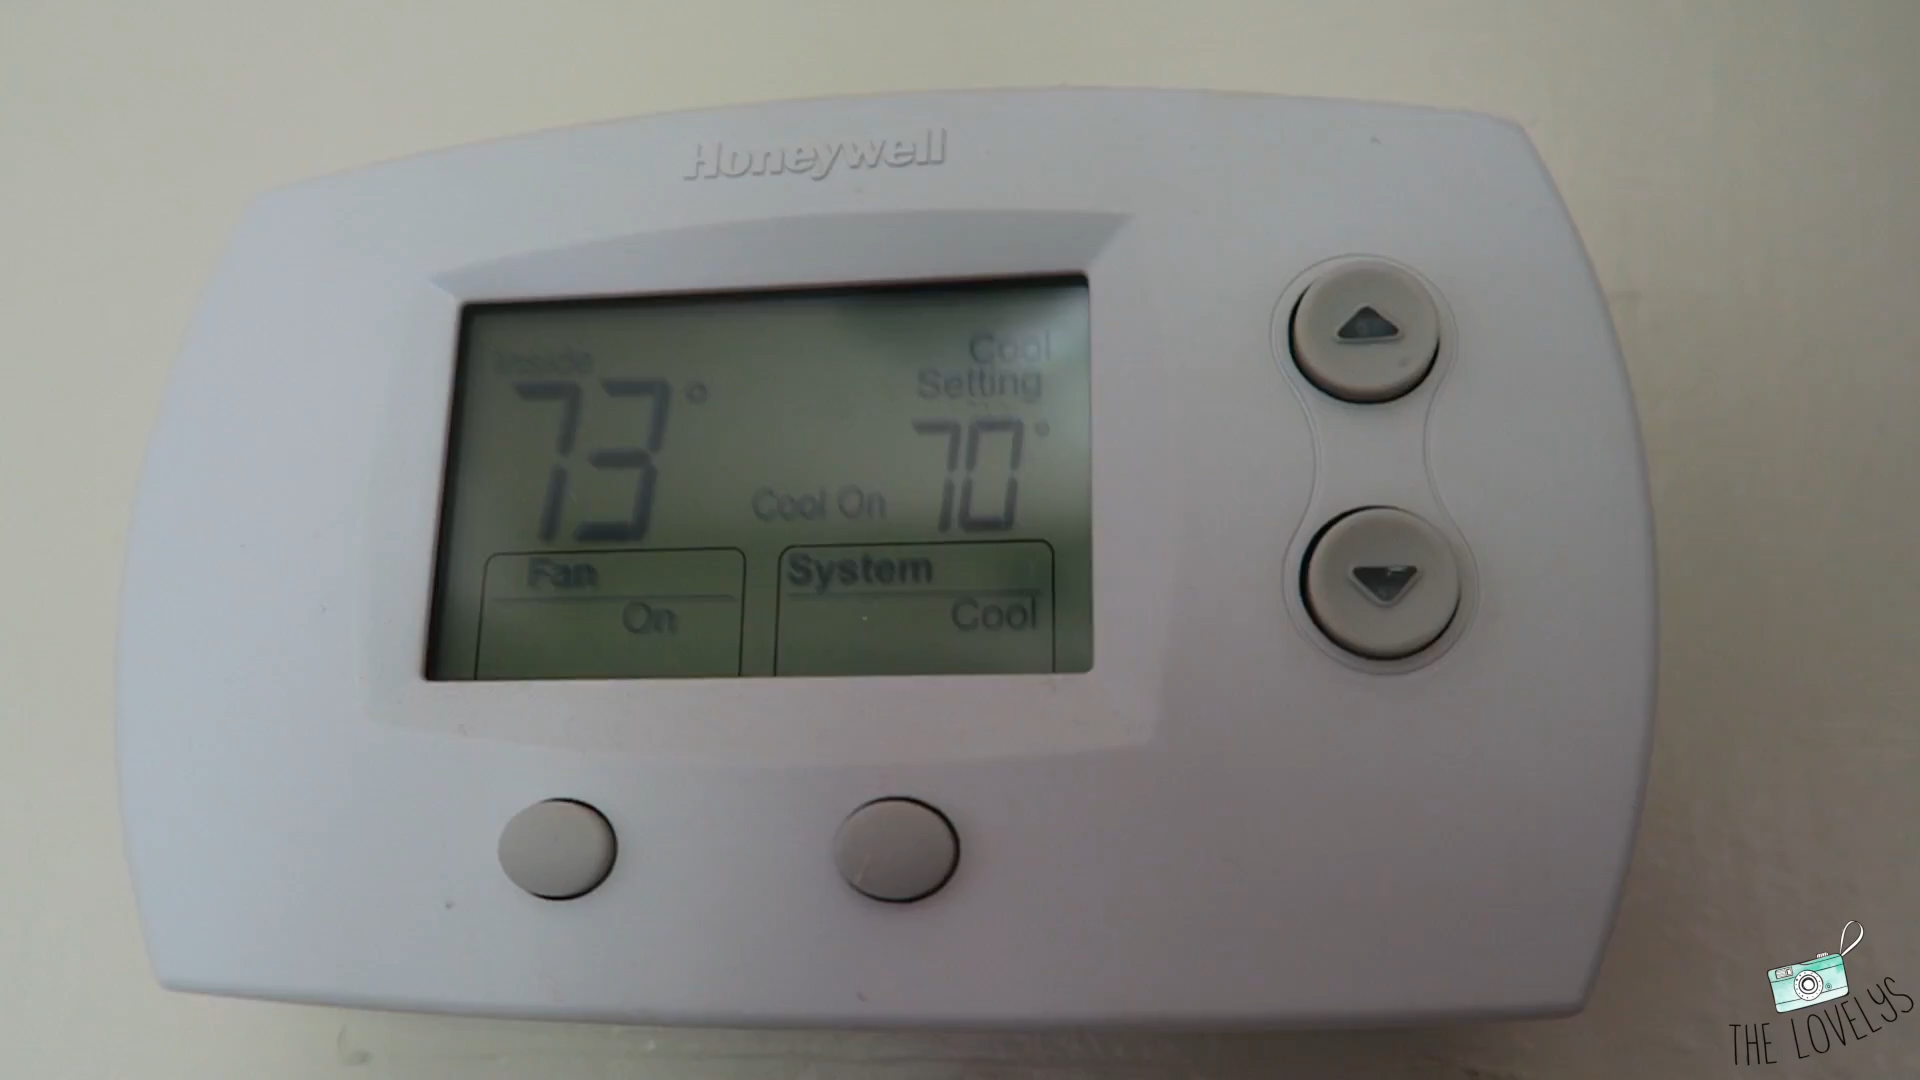 Honeywell
Inside
Cool
Setting
73°
70°
Cool On
Fan
On
System
Cool
THE LOVELYS